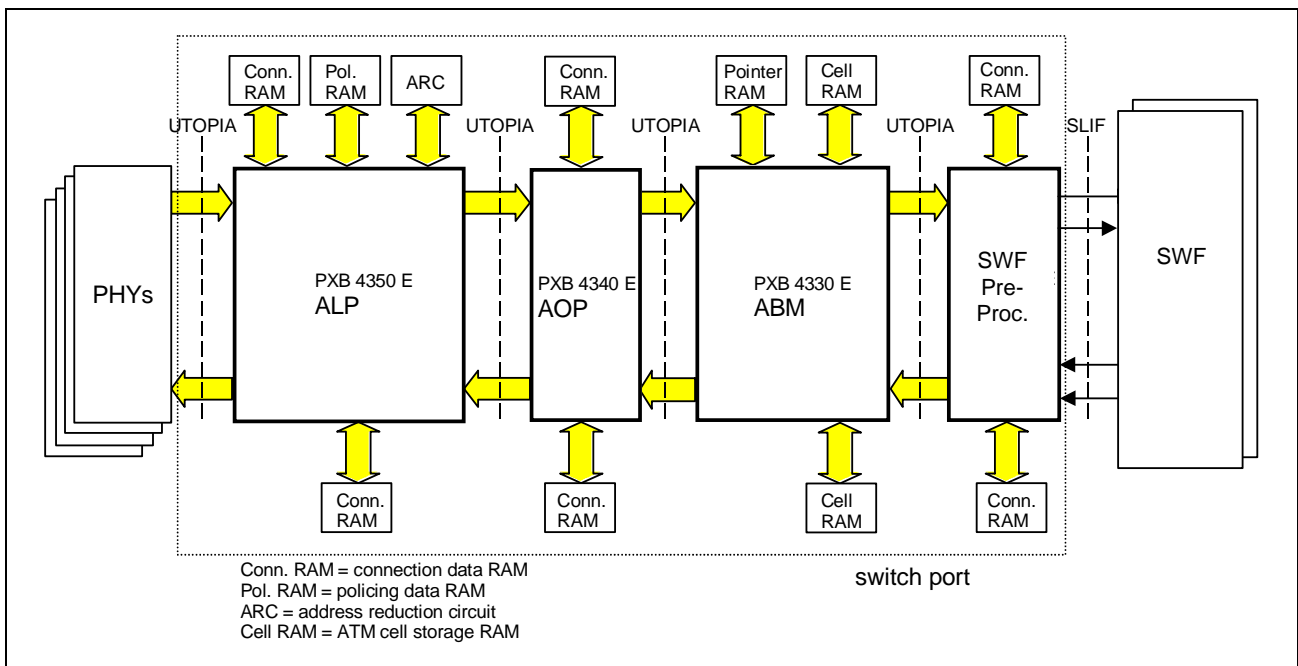 Conn.
RAM
Pol.
RAM
ARC
Conn.
RAM
Pointer
RAM
Cell
RAM
Conn.
RAM
UTOPIA
UTOPIA
UTOPIA
UTOPIA
SLIF
PHYs
PXB 4350 E
ALP
PXB 4340 E
AOP
PXB 4330 E
ABM
SWF
Pre-
Proc.
SWF
Conn.
RAM
Conn.
RAM
Cell
RAM
Conn.
RAM
Conn. RAM = connection data RAM
Pol. RAM = policing data RAM
ARC = address reduction circuit
Cell RAM = ATM cell storage RAM
switch port